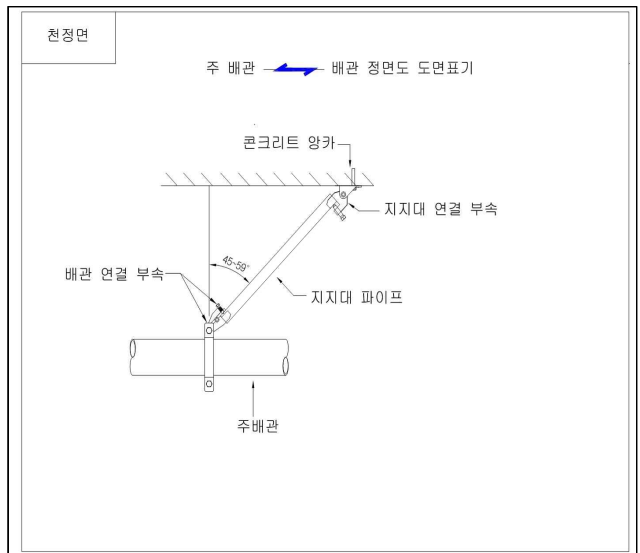 천정면
주 배관 배관 정면도 도면표기
콘크리트 앙카
지지대 연결 부속
45~59°
배관 연결 부속
지지대 파이프
주배관